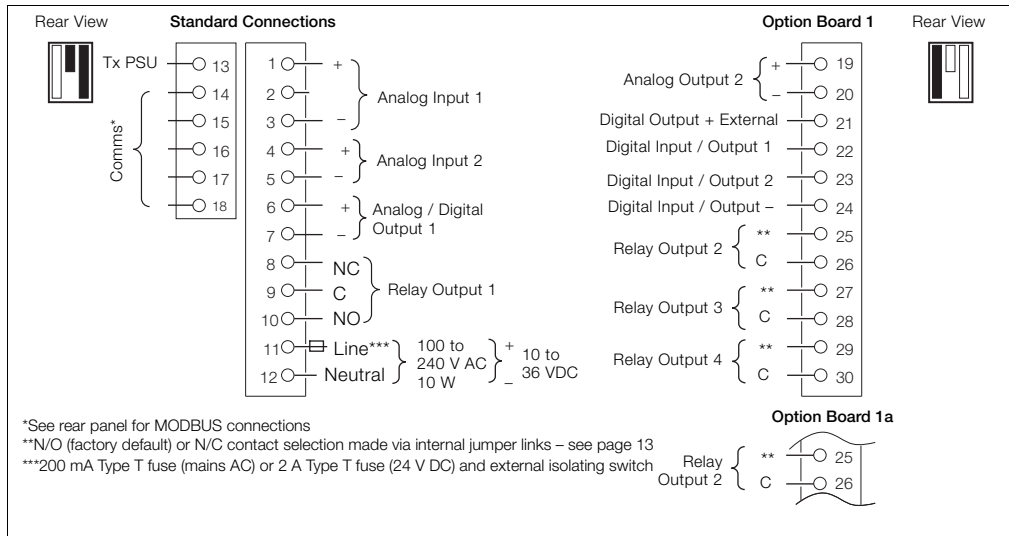 Rear View
Standard Connections
Option Board 1
Rear View
Tx PSU
13
14
15
16
17
18
Comms*
1 +
2
3 –
Analog Input 1
4 +
5 –
Analog Input 2
6 +
7 –
Analog / Digital
Output 1
8 NC
9 C
10 NO
Relay Output 1
11 Line***
12 Neutral
100 to
240 V AC
10 W
+
–
10 to
36 VDC
Analog Output 2
+ 19
– 20
Digital Output + External 21
Digital Input / Output 1 22
Digital Input / Output 2 23
Digital Input / Output – 24
Relay Output 2
** 25
C 26
Relay Output 3
** 27
C 28
Relay Output 4
** 29
C 30
Option Board 1a
Relay
Output 2
** 25
C 26
*See rear panel for MODBUS connections
**N/O (factory default) or N/C contact selection made via internal jumper links – see page 13
***200 mA Type T fuse (mains AC) or 2 A Type T fuse (24 V DC) and external isolating switch